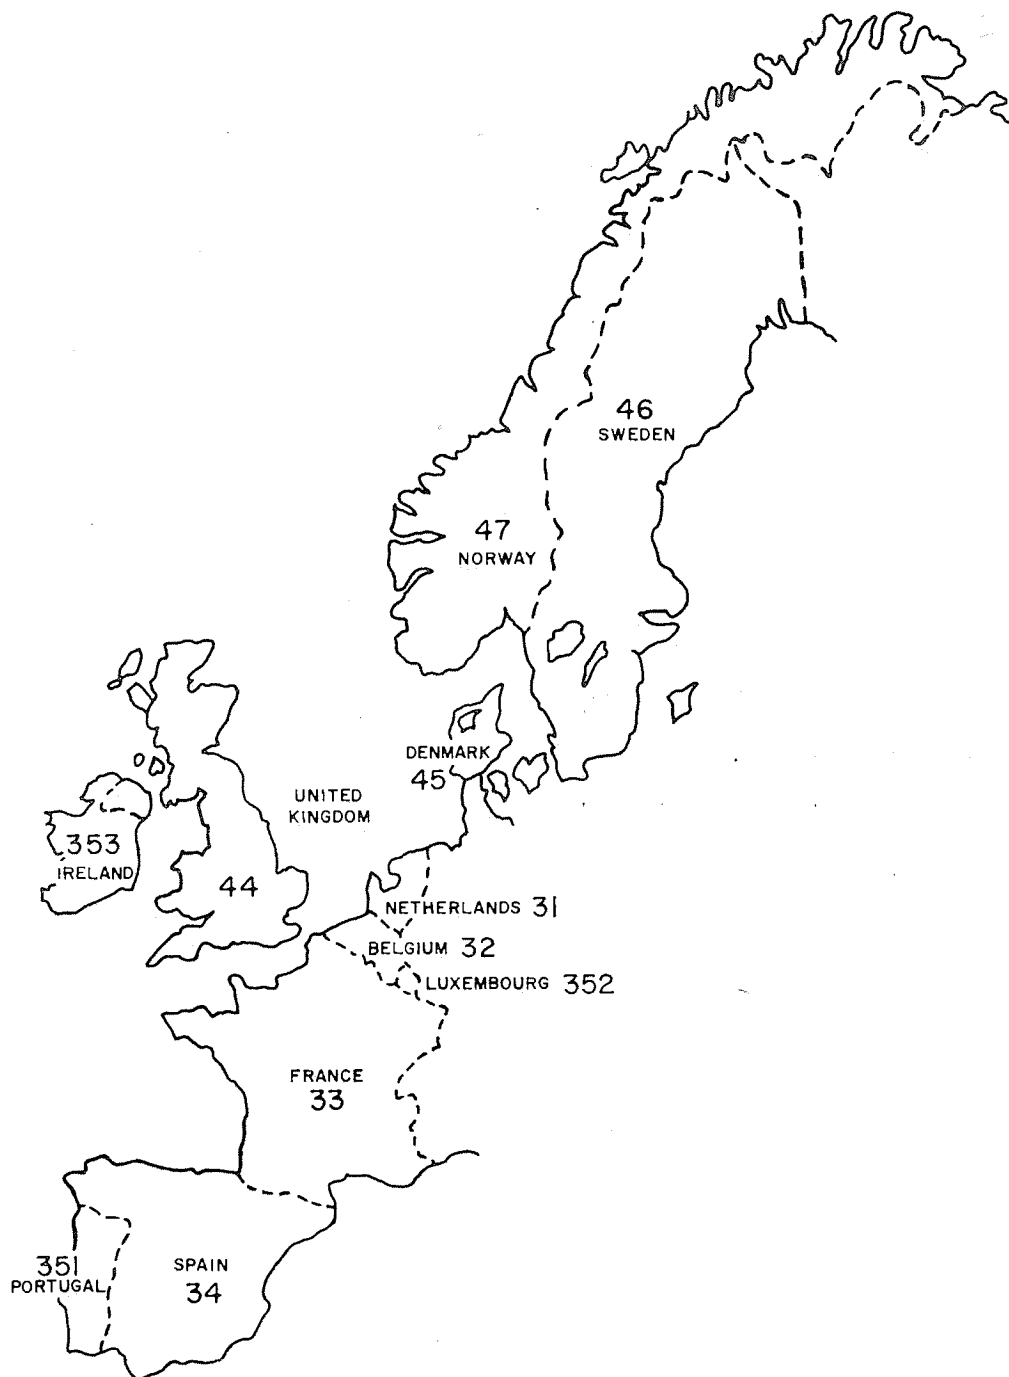 46
SWEDEN
47
NORWAY
DENMARK
45
UNITED
KINGDOM
353
IRELAND
44
NETHERLANDS 31
BELGIUM 32
LUXEMBOURG 352
FRANCE
33
351
PORTUGAL
SPAIN
34